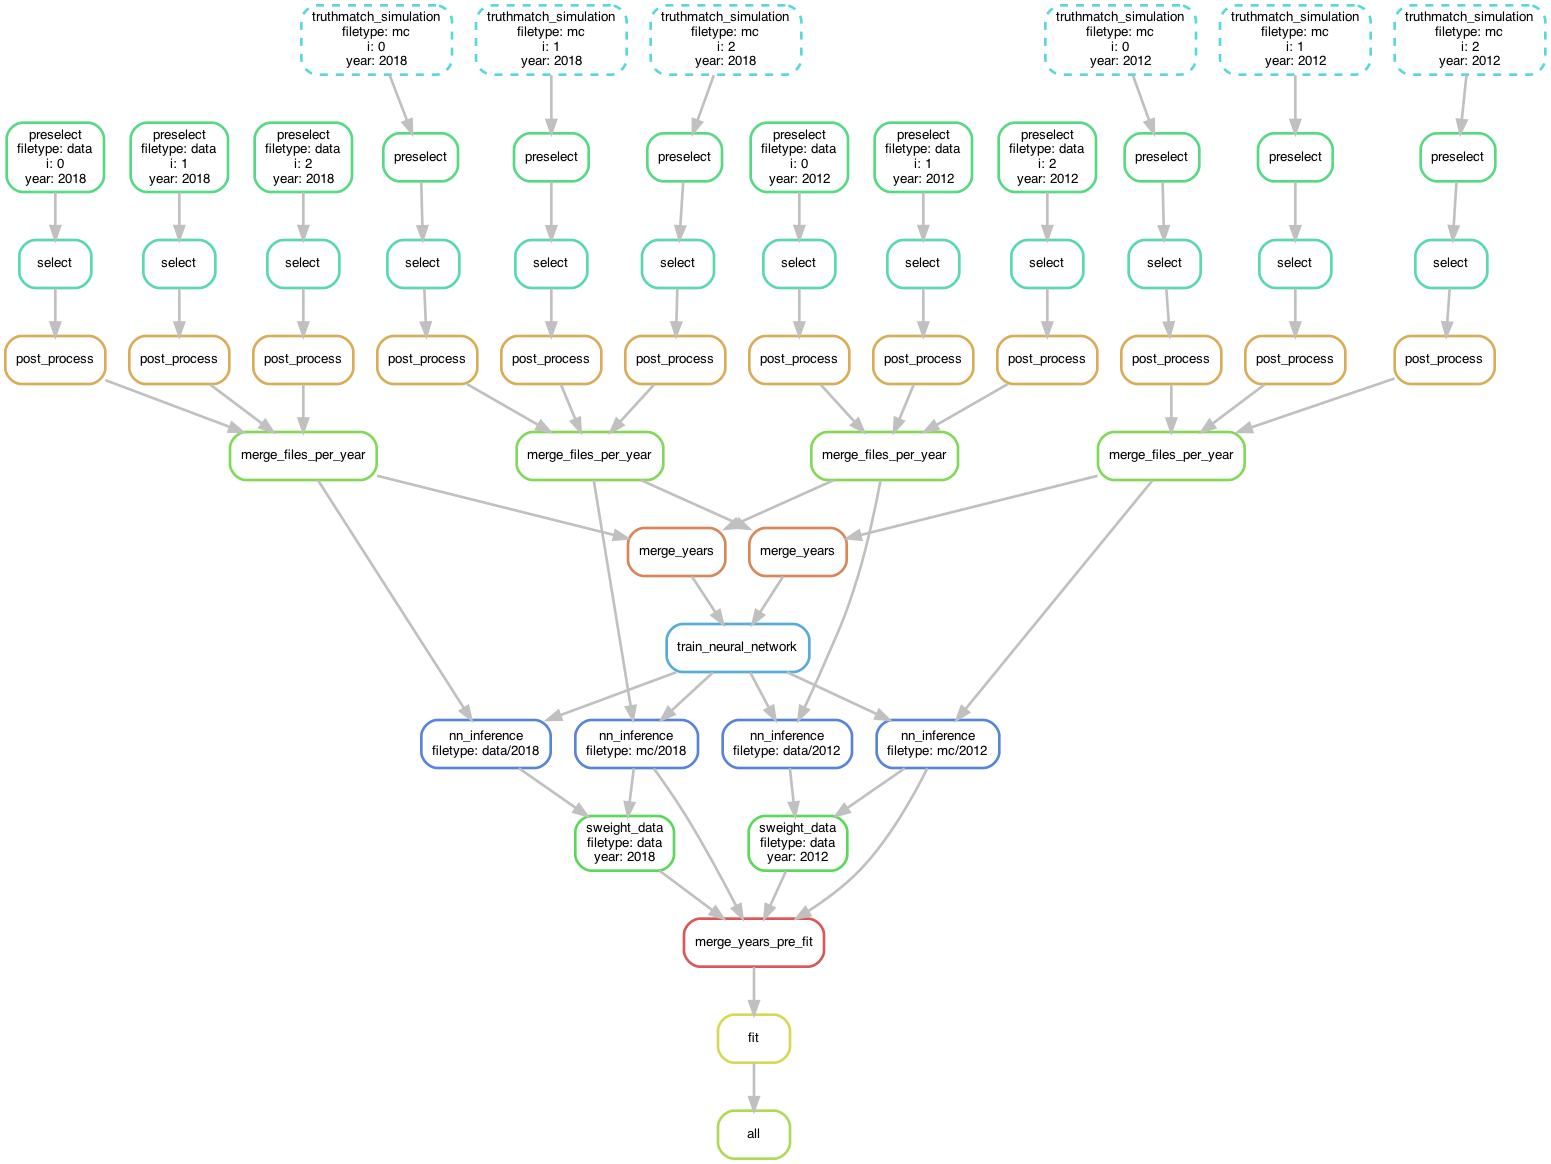 truthmatch_simulation
filetype: mc
i: 0
year: 2018
truthmatch_simulation
filetype: mc
i: 1
year: 2018
truthmatch_simulation
filetype: mc
i: 2
year: 2018
truthmatch_simulation
filetype: mc
i: 0
year: 2012
truthmatch_simulation
filetype: mc
i: 1
year: 2012
truthmatch_simulation
filetype: mc
i: 2
year: 2012
preselect
filetype: data
i: 0
year: 2018
preselect
filetype: data
i: 1
year: 2018
preselect
filetype: data
i: 2
year: 2018
preselect
preselect
preselect
preselect
filetype: data
i: 0
year: 2012
preselect
filetype: data
i: 1
year: 2012
preselect
filetype: data
i: 2
year: 2012
preselect
preselect
preselect
select
select
select
select
select
select
select
select
select
select
select
select
post_process
post_process
post_process
post_process
post_process
post_process
post_process
post_process
post_process
post_process
post_process
post_process
merge_files_per_year
merge_files_per_year
merge_files_per_year
merge_files_per_year
merge_years
merge_years
train_neural_network
nn_inference
filetype: data/2018
nn_inference
filetype: mc/2018
nn_inference
filetype: data/2012
nn_inference
filetype: mc/2012
sweight_data
filetype: data
year: 2018
sweight_data
filetype: data
year: 2012
merge_years_pre_fit
fit
all